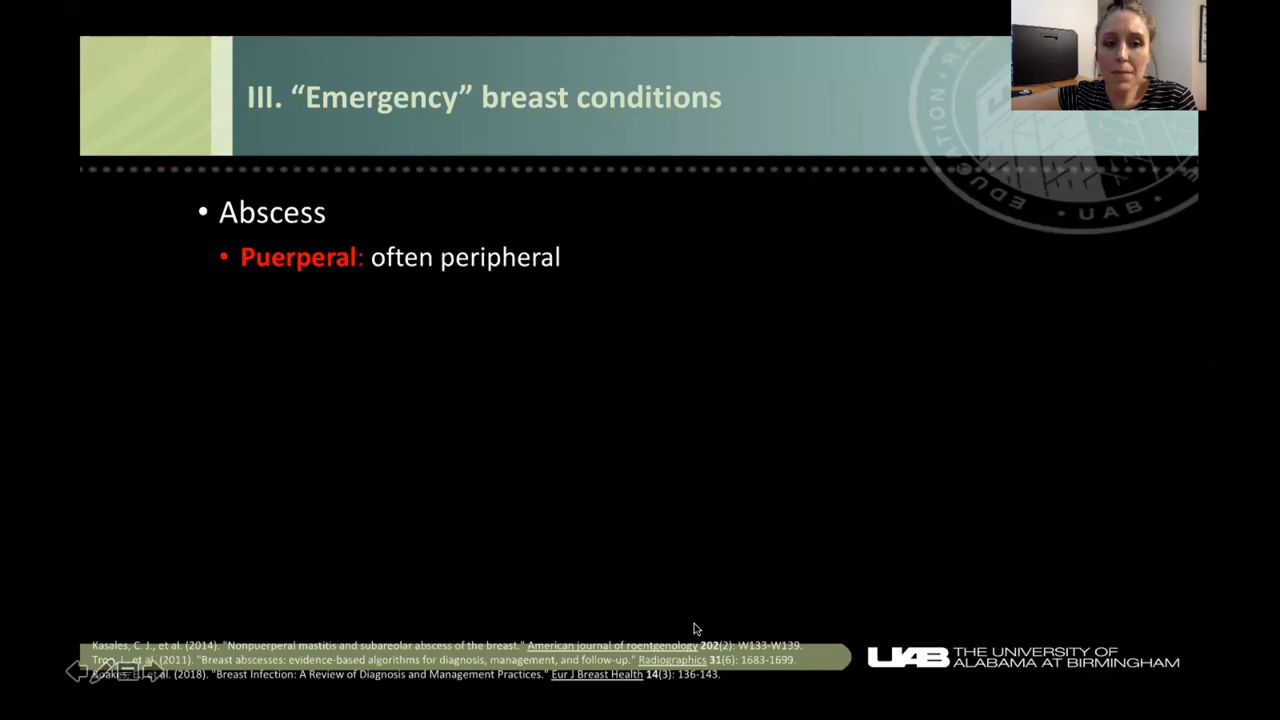 III. “Emergency” breast conditions
EDUCATION
• UAB •
• Abscess
• Puerperal: often peripheral
Kasales, C. J., et al. (2014). "Nonpuerperal mastitis and subareolar abscess of the breast." American journal of roentgenology 202(2): W133-W139.
et al. (2011). "Breast abscesses: evidence-based algorithms for diagnosis, management, and follow-up." Radiographics 31(6): 1683-1699.
al. (2018). "Breast Infection: A Review of Diagnosis and Management Practices." Eur J Breast Health 14(3): 136-143.
UAB THE UNIVERSITY OF
ALABAMA AT BIRMINGHAM